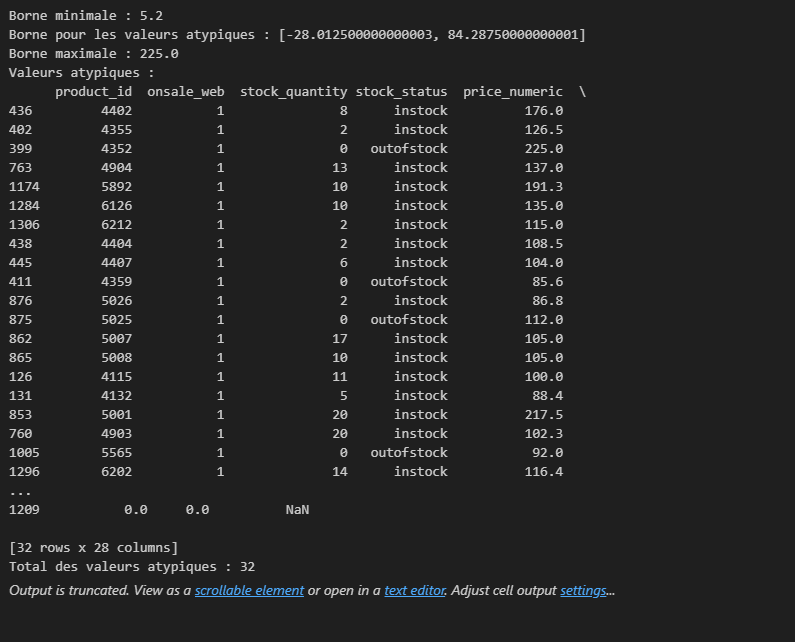 Borne minimale : 5.2
Borne pour les valeurs atypiques : [-28.012500000000003, 84.28750000000001]
Borne maximale : 225.0
Valeurs atypiques :
      product_id  onsale_web  stock_quantity stock_status  price_numeric  \
436         4402           1               8      instock          176.0
402         4355           1               2      instock          126.5
399         4352           1               0   outofstock          225.0
763         4904           1              13      instock          137.0
1174        5892           1              10      instock          191.3
1284        6126           1              10      instock          135.0
1306        6212           1               2      instock          115.0
438         4404           1               2      instock          108.5
445         4407           1               6      instock          104.0
411         4359           1               0   outofstock           85.6
876         5026           1               2      instock           86.8
875         5025           1               0   outofstock          112.0
862         5007           1              17      instock          105.0
865         5008           1              10      instock          105.0
126         4115           1              11      instock          100.0
131         4132           1               5      instock           88.4
853         5001           1              20      instock          217.5
760         4903           1              20      instock          102.3
1005        5565           1               0   outofstock           92.0
1296        6202           1              14      instock          116.4
...
1209           0.0     0.0          NaN
[32 rows x 28 columns]
Total des valeurs atypiques : 32
Output is truncated. View as a scrollable element or open in a text editor. Adjust cell output settings...